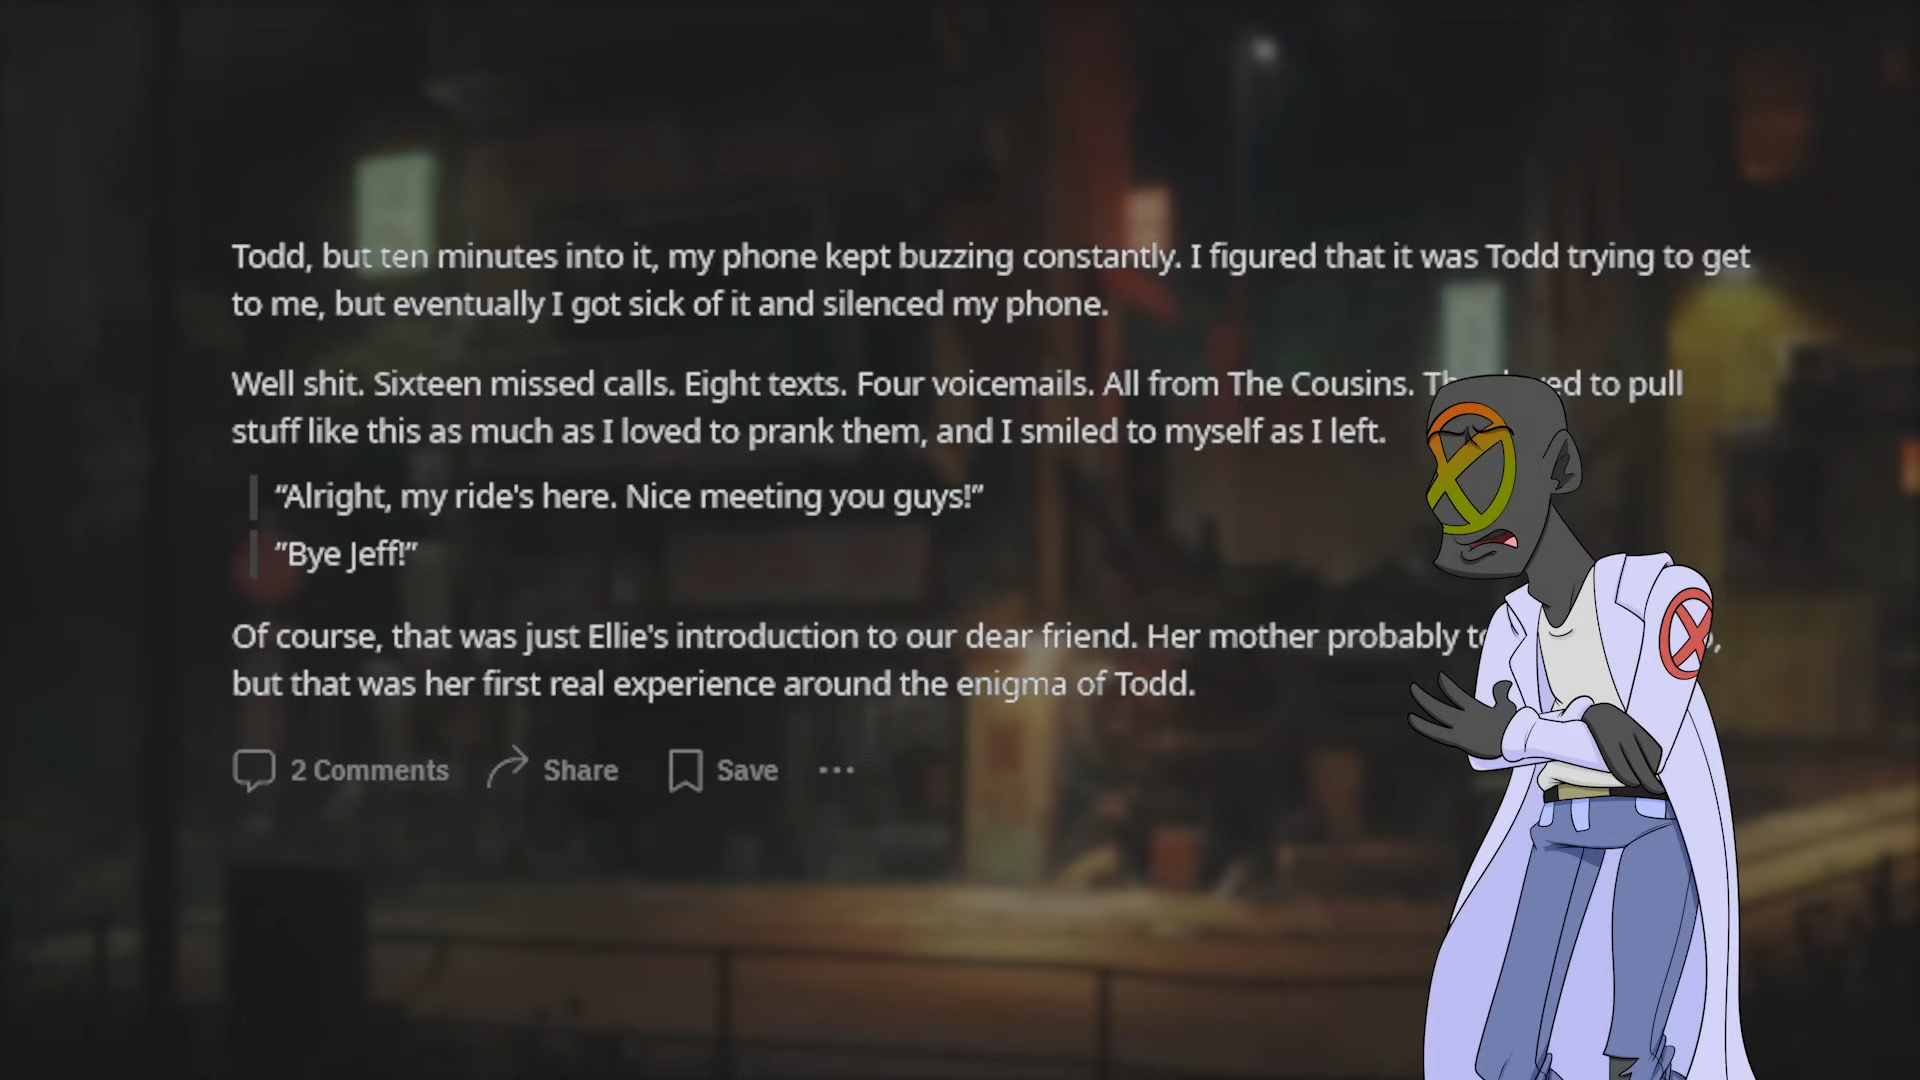 Todd, but ten minutes into it, my phone kept buzzing constantly. I figured that it was Todd trying to get
to me, but eventually I got sick of it and silenced my phone.
Well shit. Sixteen missed calls. Eight texts. Four voicemails. All from The Cousins. to pull
stuff like this as much as I loved to prank them, and I smiled to myself as I left.
“Alright, my ride's here. Nice meeting you guys!”
“Bye Jeff!”
Of course, that was just Ellie's introduction to our dear friend. Her mother probably
but that was her first real experience around the enigma of Todd.
2 Comments Share Save ...